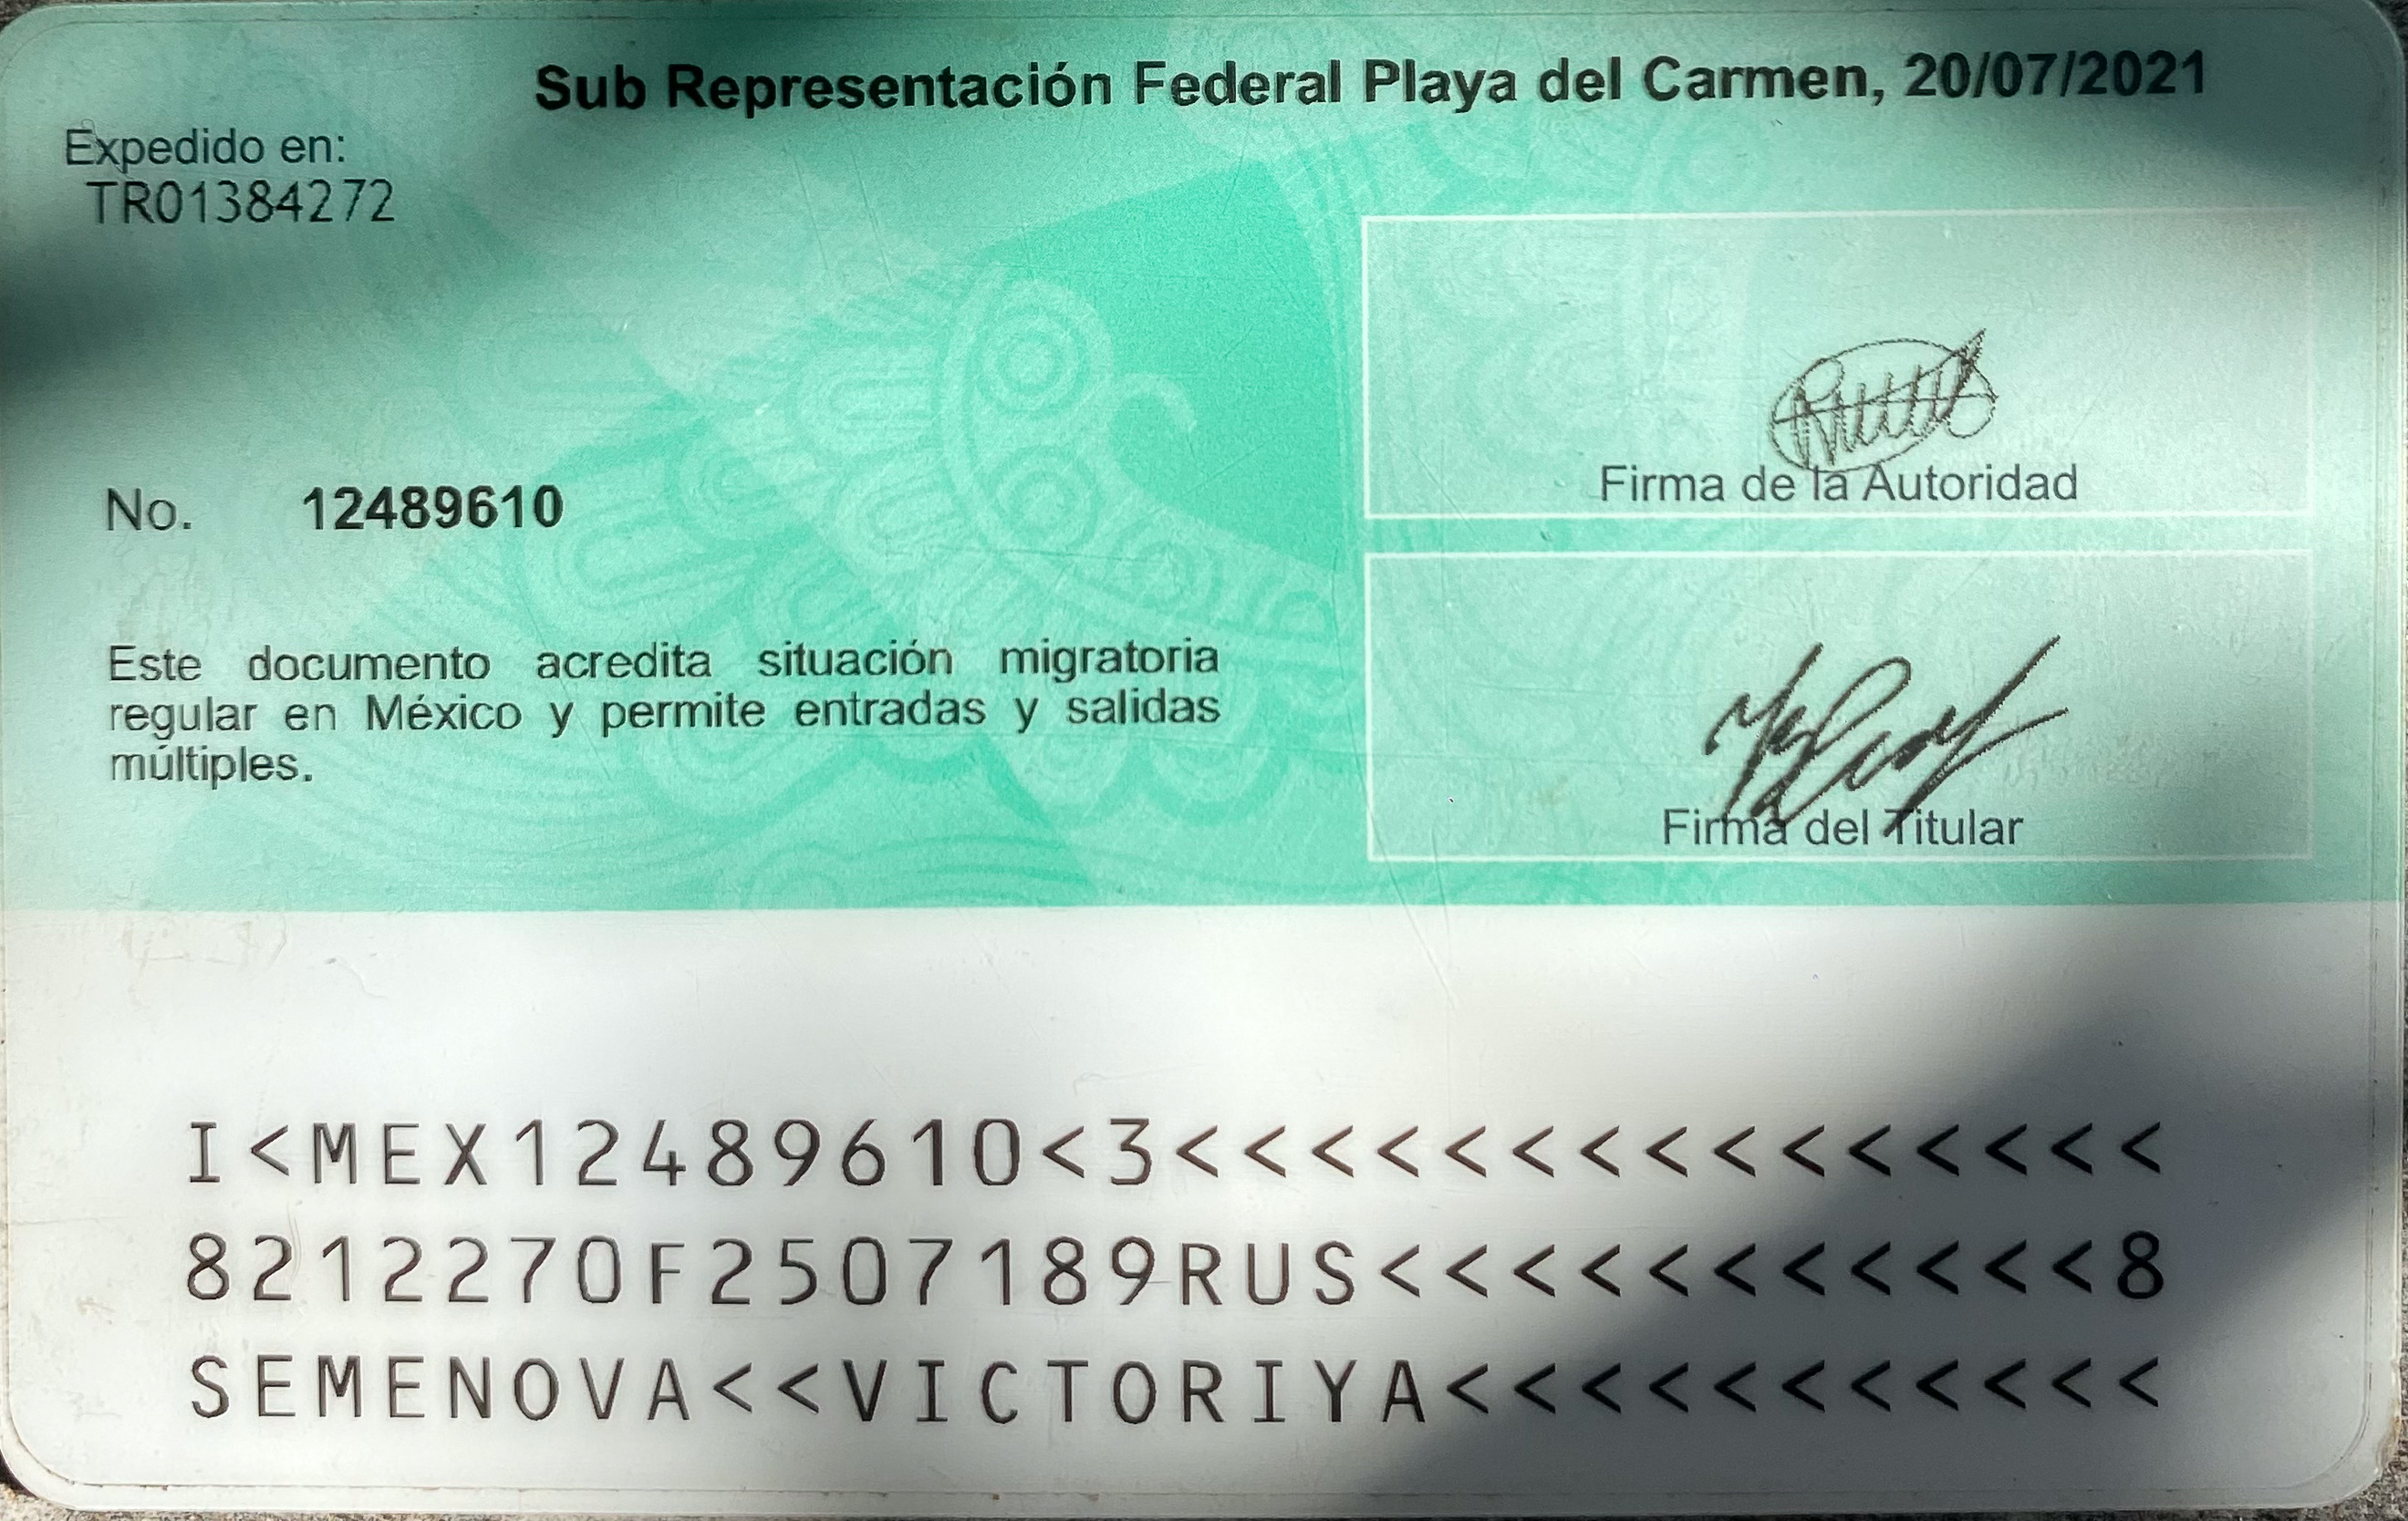 Sub Representación Federal Playa del Carmen, 20/07/2021
Expedido en:
TR01384272
No. 12489610
Este documento acredita situación migratoria
regular en México y permite entradas y salidas
múltiples.
Firma de la Autoridad
Firma del Titular
I<MEX12489610<3<<<<<<<<<<<<<<<
8212270F2507189RUS<<<<<<<<<<<8
SEMENOVA<<VICTORIYA<<<<<<<<<<<